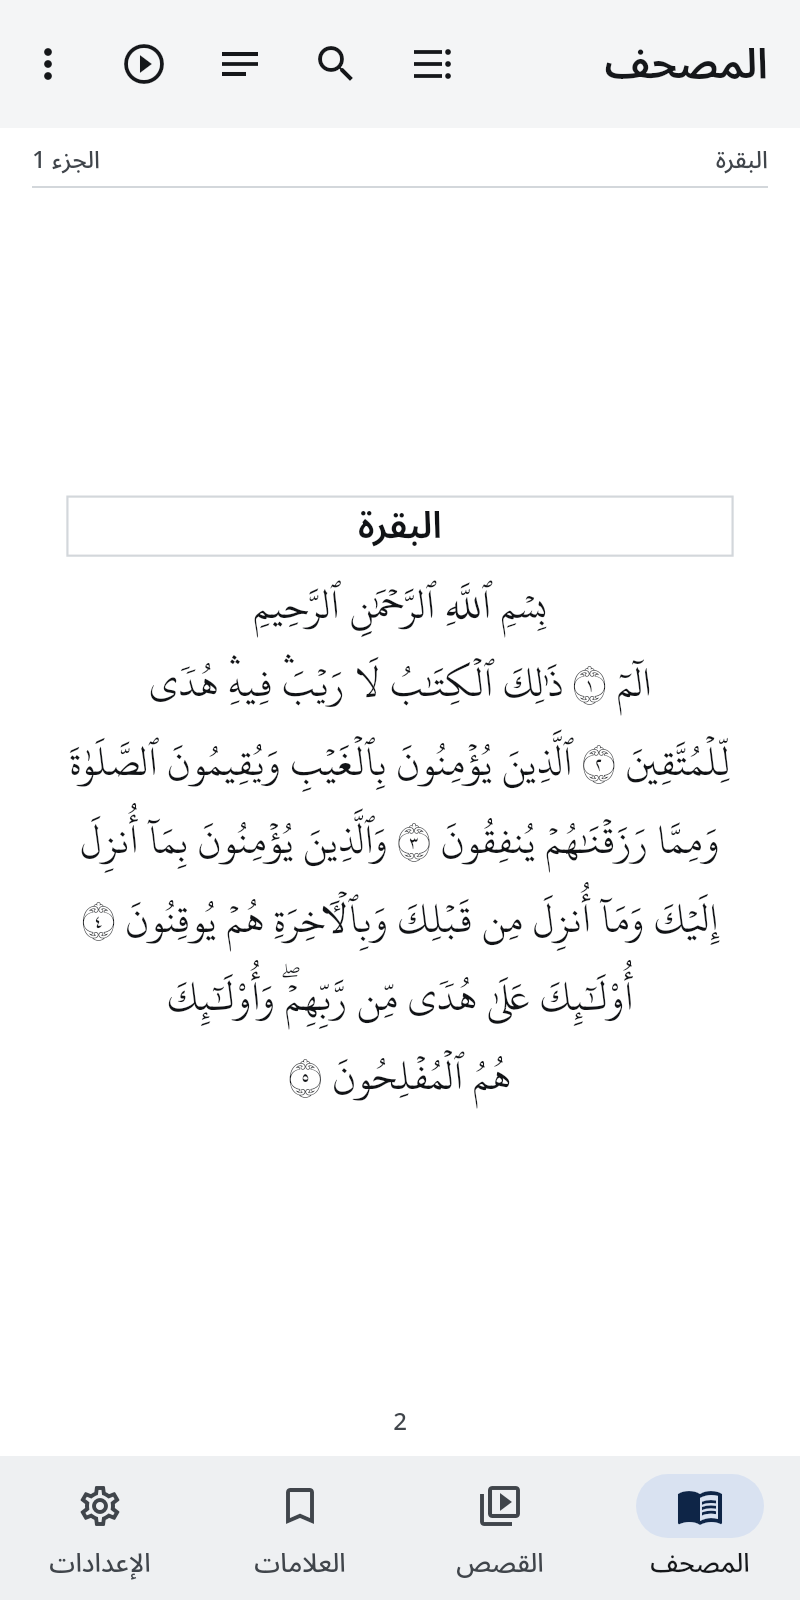 المصحف
البقرة
الجزء 1
البقرة
بِسۡمِ ٱللَّهِ ٱلرَّحۡمَٰنِ ٱلرَّحِيمِ
الٓمٓ ١ ذَٰلِكَ ٱلۡكِتَٰبُ لَا رَيۡبَۛ فِيهِۛ هُدٗى
لِّلۡمُتَّقِينَ ٢ ٱلَّذِينَ يُؤۡمِنُونَ بِٱلۡغَيۡبِ وَيُقِيمُونَ ٱلصَّلَوٰةَ
وَمِمَّا رَزَقۡنَٰهُمۡ يُنفِقُونَ ٣ وَٱلَّذِينَ يُؤۡمِنُونَ بِمَآ أُنزِلَ
إِلَيۡكَ وَمَآ أُنزِلَ مِن قَبۡلِكَ وَبِٱلۡأٓخِرَةِ هُمۡ يُوقِنُونَ ٤
أُوْلَٰٓئِكَ عَلَىٰ هُدٗى مِّن رَّبِّهِمۡۖ وَأُوْلَٰٓئِكَ
هُمُ ٱلۡمُفۡلِحُونَ ٥
2
المصحف
القصص
العلامات
الإعدادات